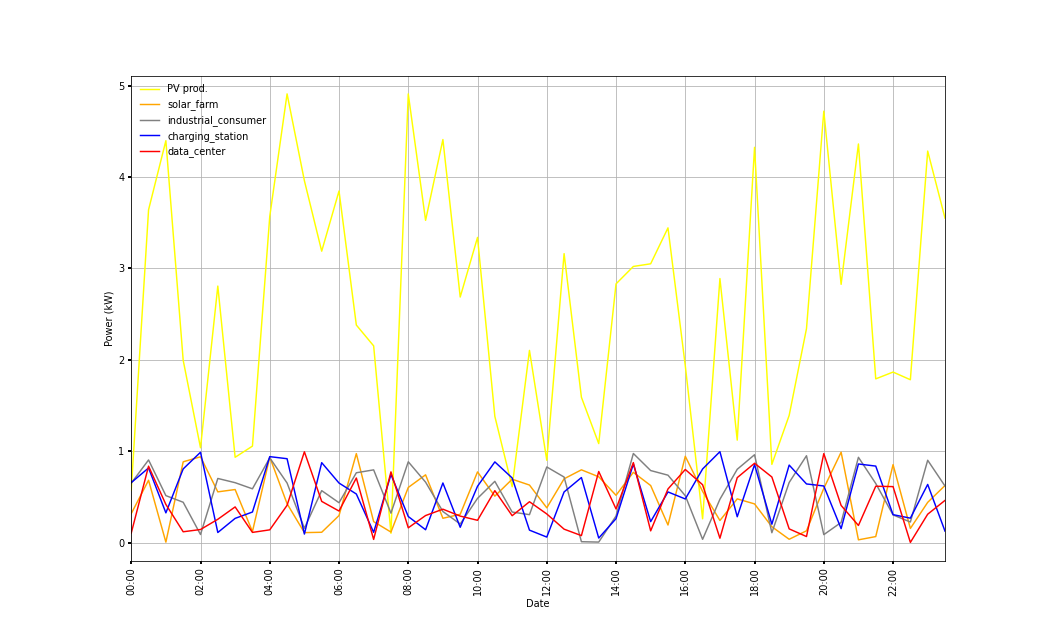 PV prod.
solar_farm
industrial_consumer
charging_station
data_center
5
4
3
2
1
0
Power (kW)
00:00
02:00
04:00
06:00
08:00
10:00
12:00
14:00
16:00
18:00
20:00
22:00
Date